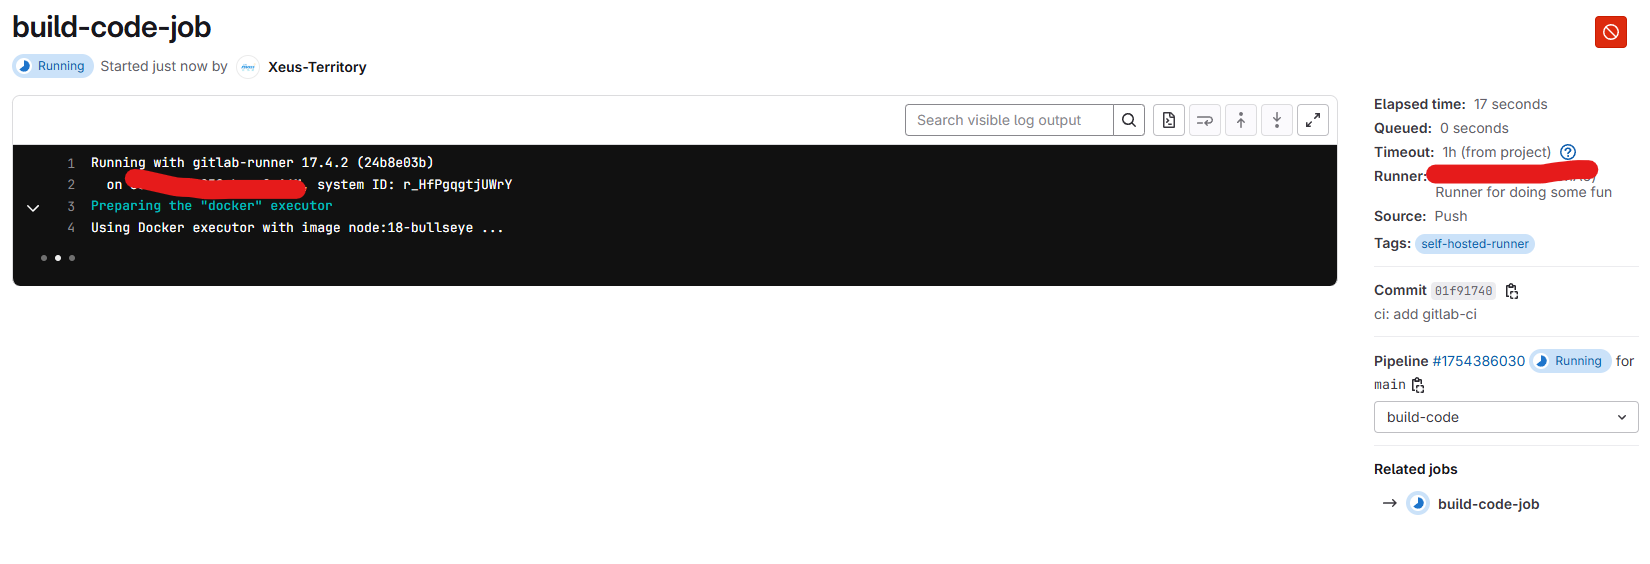 build-code-job
Running Started just now by Xeus-Territory
Search visible log output
1 Running with gitlab-runner 17.4.2 (24b8e03b)
2 on system ID: r_HfPgqgtjUWrY
3 Preparing the "docker" executor
4 Using Docker executor with image node:18-bullseye ...
Elapsed time: 17 seconds
Queued: 0 seconds
Timeout: 1h (from project)
Runner:
Runner for doing some fun
Source: Push
Tags: self-hosted-runner
Commit 01f91740
ci: add gitlab-ci
Pipeline #1754386030 Running for
main
build-code
Related jobs
→ build-code-job